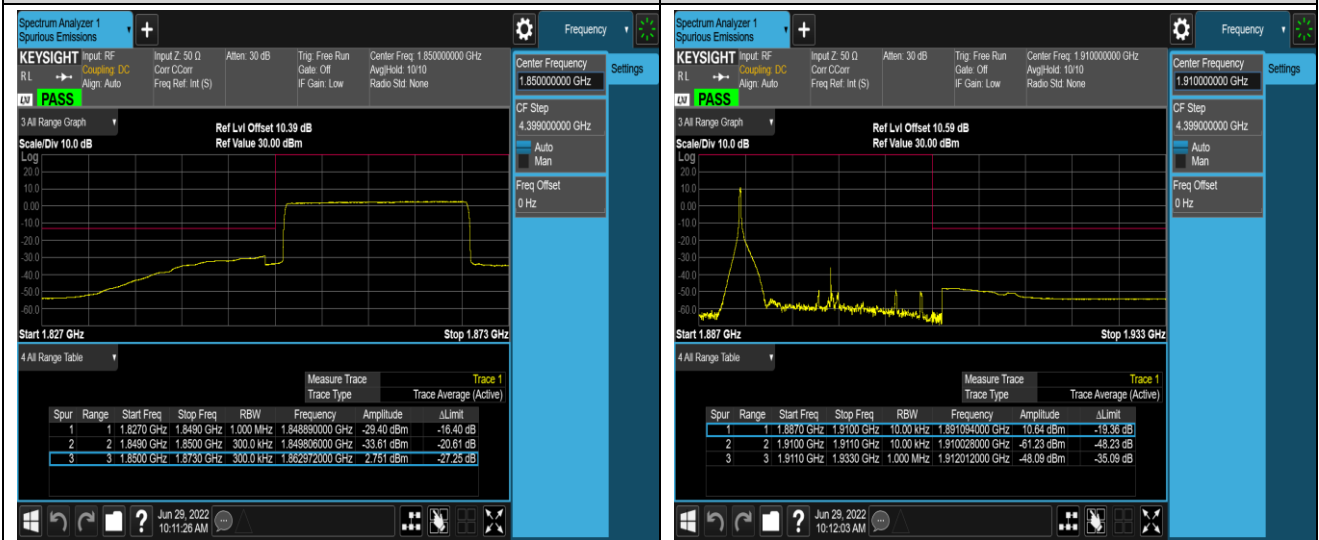 Spectrum Analyzer 1
Spurious Emissions
+
Frequency
KEYSIGHT Input: RF Input Z: 50 Ω Atten: 30 dB Trig: Free Run Center Freq: 1.850000000 GHz
RL Coupling: DC Corr CCorr Gate: Off Avg|Hold: 10/10
Align: Auto Freq Ref: Int (S) IF Gain: Low Radio Std: None
LXI PASS
Center Frequency
1.850000000 GHz
Settings
CF Step
4.399000000 GHz
Auto
Man
Freq Offset
0 Hz
3 All Range Graph
Ref Lvl Offset 10.39 dB
Scale/Div 10.0 dB Ref Value 30.00 dBm
Log
20.0
10.0
0.00
-10.0
-20.0
-30.0
-40.0
-50.0
-60.0
Start 1.827 GHz Stop 1.873 GHz
4 All Range Table
Measure Trace Trace 1
Trace Type Trace Average (Active)
Spur Range Start Freq Stop Freq RBW Frequency Amplitude ΔLimit
1 1 1.8270 GHz 1.8490 GHz 1.000 MHz 1.848890000 GHz -29.40 dBm -16.40 dB
2 2 1.8490 GHz 1.8500 GHz 300.0 kHz 1.849806000 GHz -33.61 dBm -20.61 dB
3 3 1.8500 GHz 1.8730 GHz 300.0 kHz 1.862972000 GHz 2.751 dBm -27.25 dB
?
Jun 29, 2022
10:11:26 AM
Spectrum Analyzer 1
Spurious Emissions
+
Frequency
KEYSIGHT Input: RF Input Z: 50 Ω Atten: 30 dB Trig: Free Run Center Freq: 1.910000000 GHz
RL Coupling: DC Corr CCorr Gate: Off Avg|Hold: 10/10
Align: Auto Freq Ref: Int (S) IF Gain: Low Radio Std: None
LXI PASS
Center Frequency
1.910000000 GHz
Settings
CF Step
4.399000000 GHz
Auto
Man
Freq Offset
0 Hz
3 All Range Graph
Ref Lvl Offset 10.59 dB
Scale/Div 10.0 dB Ref Value 30.00 dBm
Log
20.0
10.0
0.00
-10.0
-20.0
-30.0
-40.0
-50.0
-60.0
Start 1.887 GHz Stop 1.933 GHz
4 All Range Table
Measure Trace Trace 1
Trace Type Trace Average (Active)
Spur Range Start Freq Stop Freq RBW Frequency Amplitude ΔLimit
1 1 1.8870 GHz 1.9100 GHz 10.00 kHz 1.891094000 GHz 10.64 dBm -19.36 dB
2 2 1.9100 GHz 1.9110 GHz 10.00 kHz 1.910028000 GHz -61.23 dBm -48.23 dB
3 3 1.9110 GHz 1.9330 GHz 1.000 MHz 1.912012000 GHz -48.09 dBm -35.09 dB
?
Jun 29, 2022
10:12:03 AM